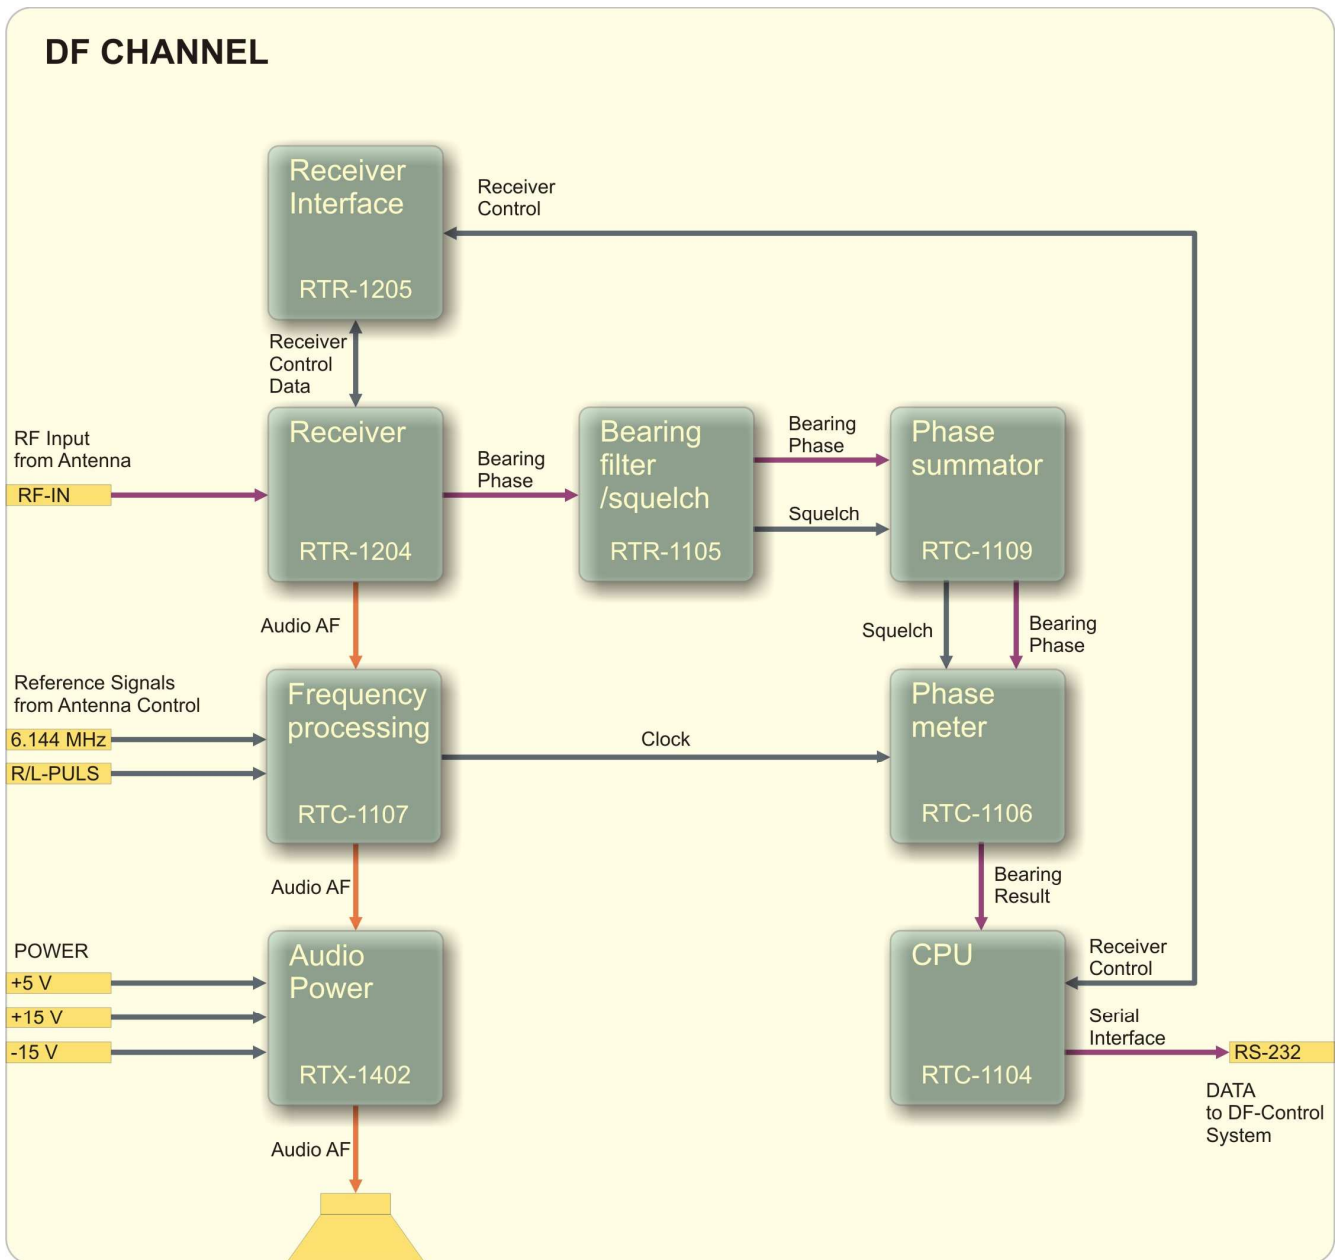 DF CHANNEL
Receiver
Interface
RTR-1205
Receiver
Control
Receiver
Control
Data
RF Input
from Antenna
RF-IN
Receiver
RTR-1204
Bearing
Phase
Bearing
filter
/squelch
RTR-1105
Bearing
Phase
Squelch
Phase
summator
RTC-1109
Audio AF
Squelch
Bearing
Phase
Reference Signals
from Antenna Control
6.144 MHz
R/L-PULS
Frequency
processing
RTC-1107
Clock
Phase
meter
RTC-1106
Audio AF
Bearing
Result
POWER
+5 V
+15 V
-15 V
Audio
Power
RTX-1402
CPU
RTC-1104
Receiver
Control
Serial
Interface
RS-232
DATA
to DF-Control
System
Audio AF